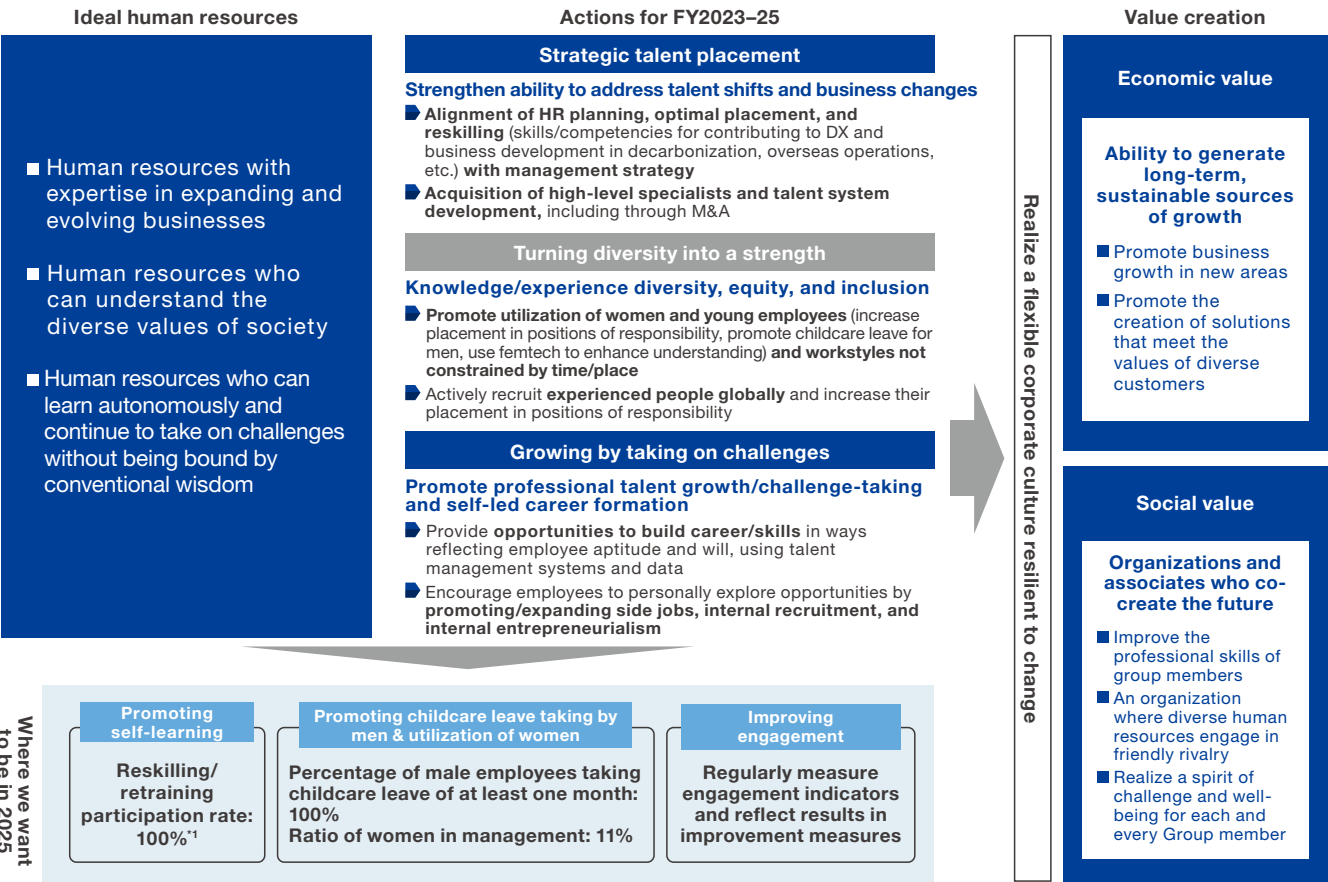 Ideal human resources
Human resources with
expertise in expanding and
evolving businesses
Human resources who
can understand the
diverse values of society
Human resources who can
learn autonomously and
continue to take on challenges
without being bound by
conventional wisdom
Actions for FY2023–25
Strategic talent placement
Strengthen ability to address talent shifts and business changes
Alignment of HR planning, optimal placement, and
reskilling (skills/competencies for contributing to DX and
business development in decarbonization, overseas operations,
etc.) with management strategy
Acquisition of high-level specialists and talent system
development, including through M&A
Turning diversity into a strength
Knowledge/experience diversity, equity, and inclusion
Promote utilization of women and young employees (increase
placement in positions of responsibility, promote childcare leave for
men, use femtech to enhance understanding) and workstyles not
constrained by time/place
Actively recruit experienced people globally and increase their
placement in positions of responsibility
Growing by taking on challenges
Promote professional talent growth/challenge-taking
and self-led career formation
Provide opportunities to build career/skills in ways
reflecting employee aptitude and will, using talent
management systems and data
Encourage employees to personally explore opportunities by
promoting/expanding side jobs, internal recruitment, and
internal entrepreneurialism
Where we want
to be in 2025
Promoting
self-learning
Reskilling/
retraining
participation rate:
100%*1
Promoting childcare leave taking by
men & utilization of women
Percentage of male employees taking
childcare leave of at least one month:
100%
Ratio of women in management: 11%
Improving
engagement
Regularly measure
engagement indicators
and reflect results in
improvement measures
Realize a flexible corporate culture resilient to change
Value creation
Economic value
Ability to generate
long-term,
sustainable sources
of growth
Promote business
growth in new areas
Promote the
creation of solutions
that meet the
values of diverse
customers
Social value
Organizations and
associates who co-
create the future
Improve the
professional skills of
group members
An organization
where diverse human
resources engage in
friendly rivalry
Realize a spirit of
challenge and well-
being for each and
every Group member